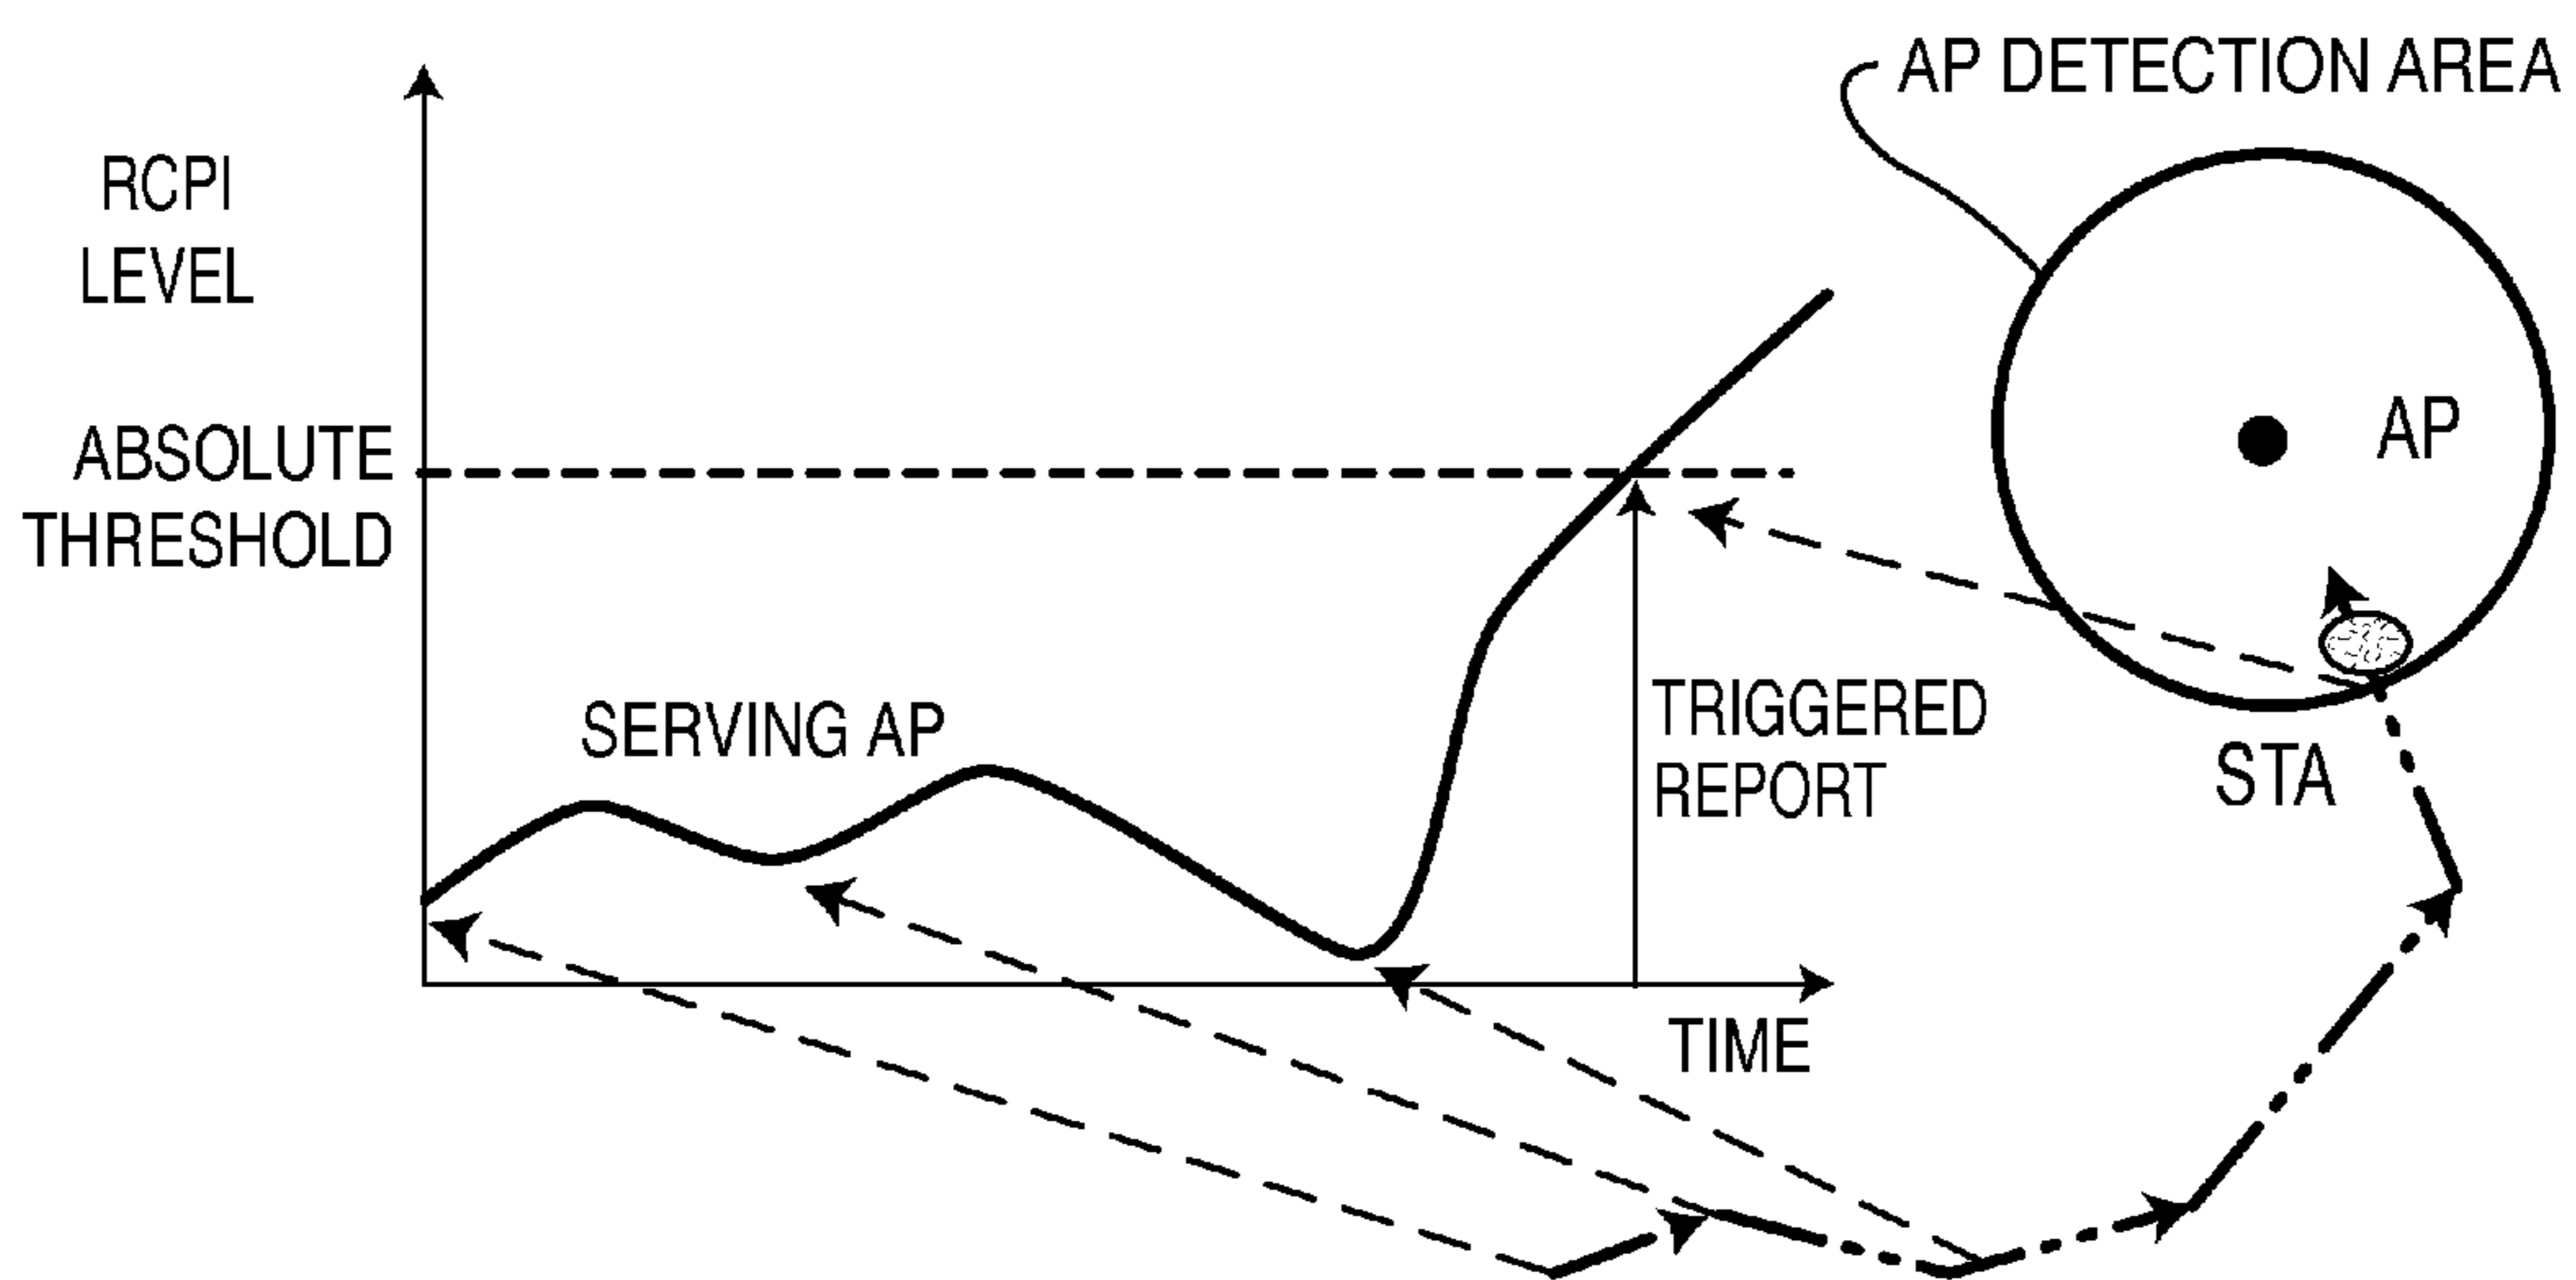 AP DETECTION AREA
RCPI
LEVEL
ABSOLUTE
THRESHOLD
AP
SERVING AP
TRIGGERED
REPORT
STA
TIME